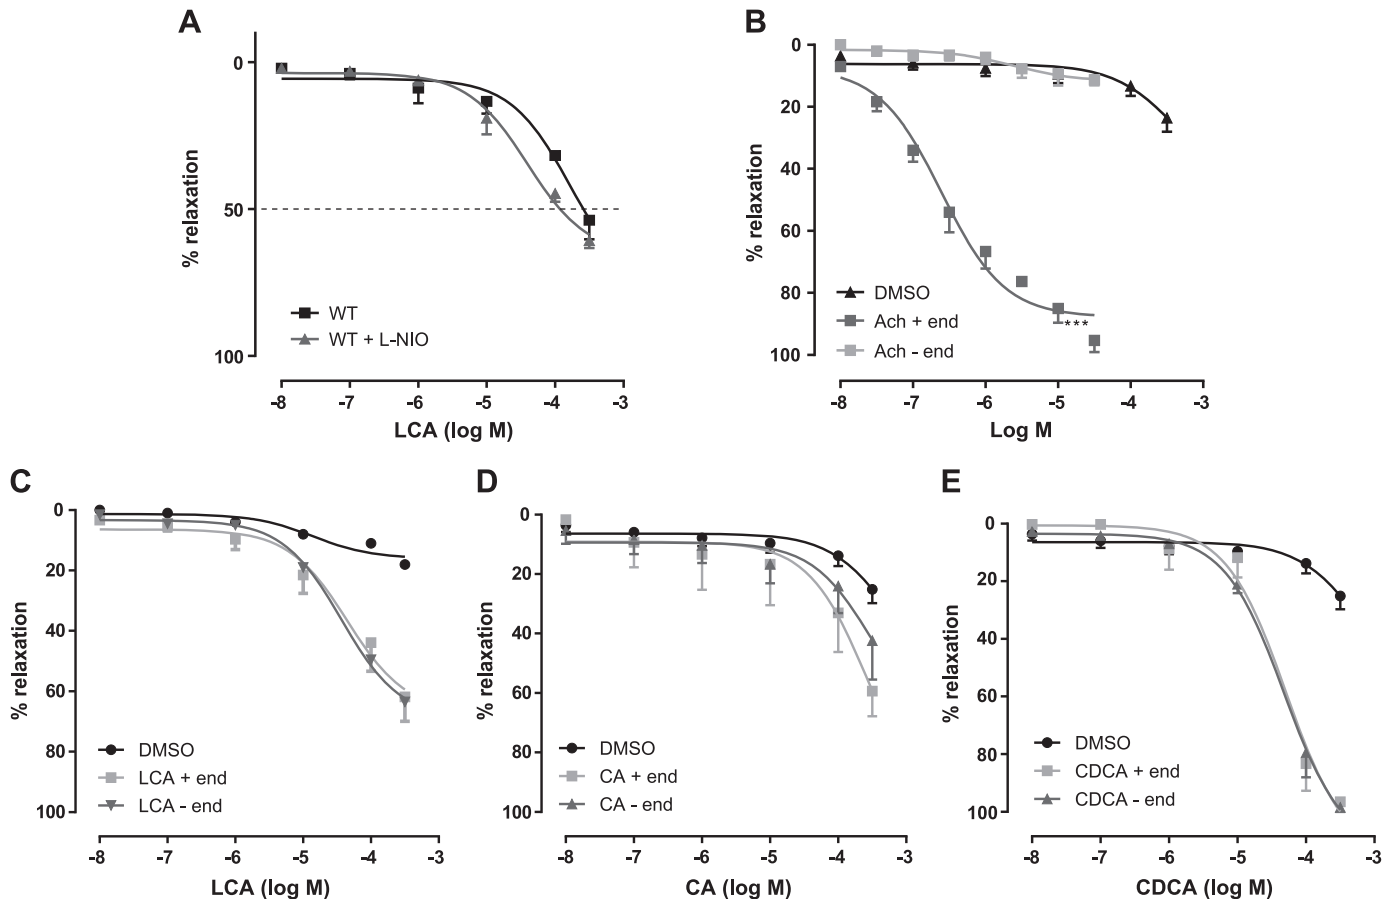 A
0
50
100
% relaxation
WT
WT + L-NIO
-8 -7 -6 -5 -4 -3
LCA (log M)
B
0
20
40
60
80
100
% relaxation
DMSO
Ach + end
Ach - end
***
-8 -7 -6 -5 -4 -3
Log M
C
0
20
40
60
80
100
% relaxation
DMSO
LCA + end
LCA - end
-8 -7 -6 -5 -4 -3
LCA (log M)
D
0
20
40
60
80
100
% relaxation
DMSO
CA + end
CA - end
-8 -7 -6 -5 -4 -3
CA (log M)
E
0
20
40
60
80
100
% relaxation
DMSO
CDCA + end
CDCA - end
-8 -7 -6 -5 -4 -3
CDCA (log M)